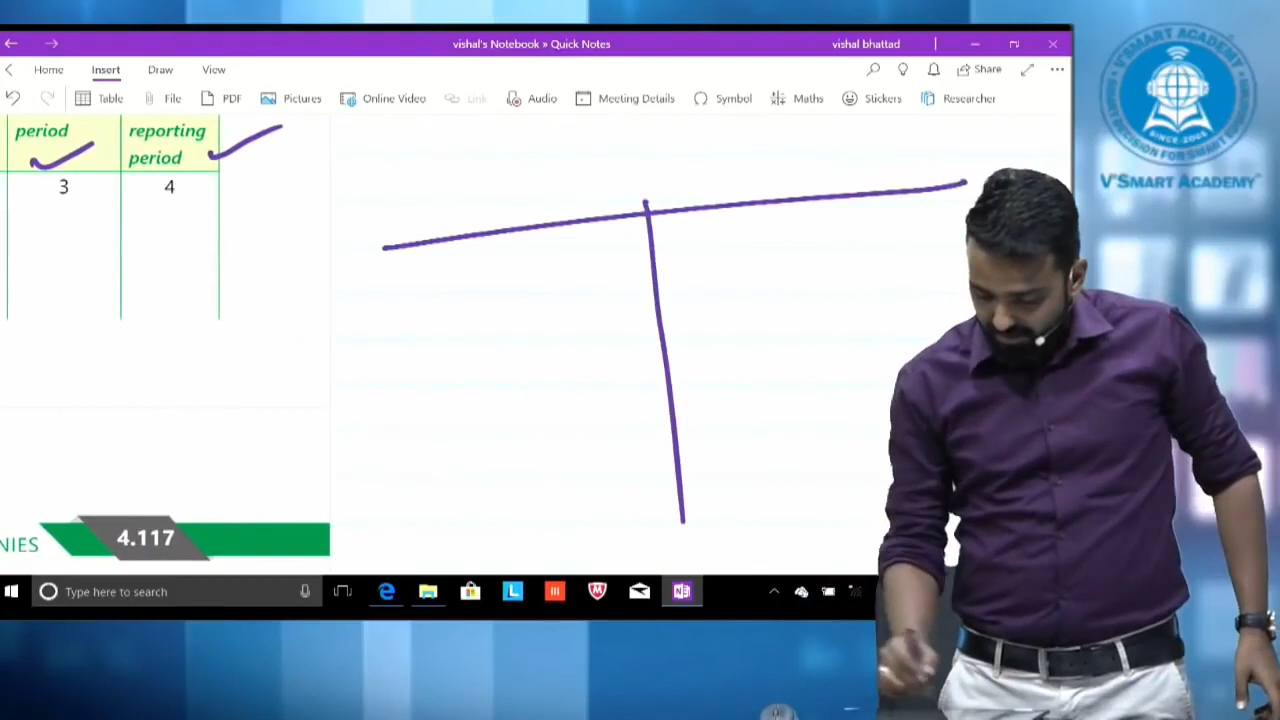 vishal's Notebook » Quick Notes
vishal bhattad
Home Insert Draw View
Share
Table File PDF Pictures Online Video Link Audio Meeting Details Symbol Maths Stickers Researcher
period
reporting
period
3 4
NIES
4.117
Type here to search
SINCE 2005
V'SMART ACADEMY